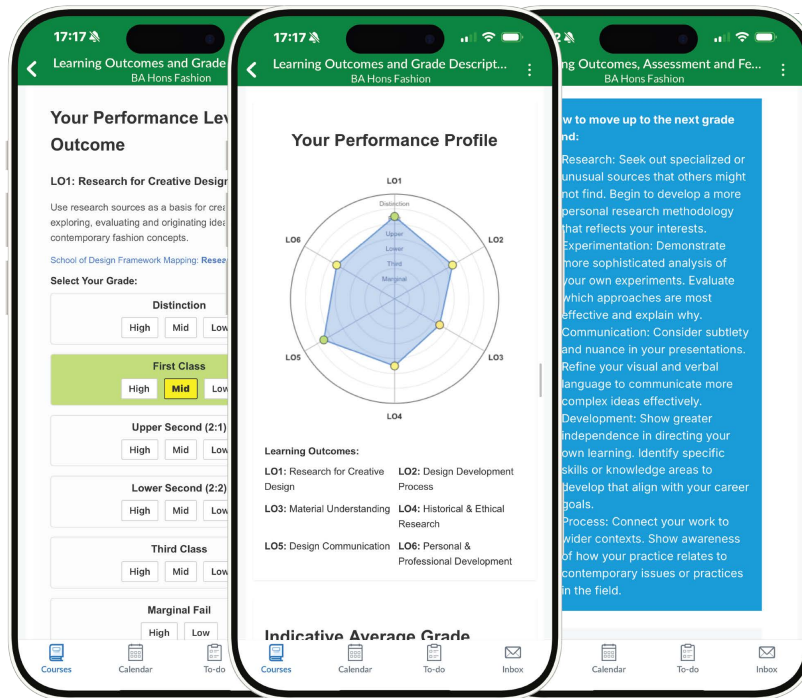 17:17
Learning Outcomes and Grade
BA Hons Fashion
Your Performance
Outcome
LO1: Research for Creative Design
Use research sources as a basis for
exploring, evaluating and originating
contemporary fashion concepts.
School of Design Framework Mapping:
Select Your Grade:
Distinction
High Mid Low
First Class
High Mid Low
Upper Second (2:1)
High Mid Low
Lower Second (2:2)
High Mid Low
Third Class
High Mid Low
Marginal Fail
High Low
Courses Calendar To-do
17:17
Learning Outcomes and Grade Descript...
BA Hons Fashion
Your Performance Profile
LO1
Distinction
Upper
Lower
Third
Marginal
LO6
LO2
LO5
LO3
LO4
Learning Outcomes:
LO1: Research for Creative Design
LO2: Design Development Process
LO3: Material Understanding
LO4: Historical & Ethical Research
LO5: Design Communication
LO6: Personal & Professional Development
Indicative Average Grade
Courses Calendar To-do Inbox
Outcomes, Assessment and Fe...
BA Hons Fashion
to move up to the next grade
Research: Seek out specialized or
unusual sources that others might
not find. Begin to develop a more
personal research methodology
that reflects your interests.
Experimentation: Demonstrate
more sophisticated analysis of
your own experiments. Evaluate
which approaches are most
effective and explain why.
Communication: Consider subtlety
and nuance in your presentations.
Refine your visual and verbal
language to communicate more
complex ideas effectively.
Development: Show greater
independence in directing your
own learning. Identify specific
skills or knowledge areas to
develop that align with your career
goals.
Process: Connect your work to
wider contexts. Show awareness
of how your practice relates to
contemporary issues or practices
in the field.
Calendar To-do Inbox